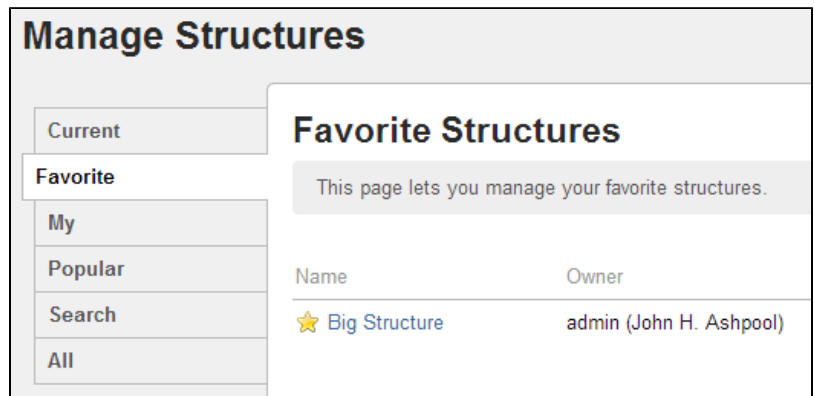 Manage Structures
Current
Favorite
My
Popular
Search
All
Favorite Structures
This page lets you manage your favorite structures.
Name Owner
Big Structure admin (John H. Ashpool)